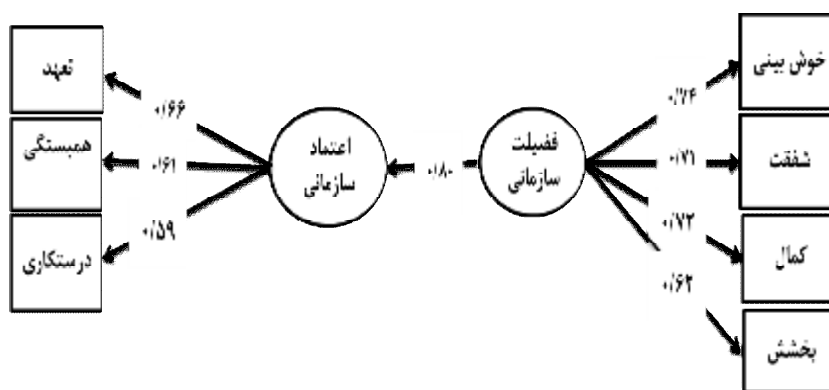 خوش بینی
۰/۷۴
شفقت
۰/۷۱
کمال
۰/۷۲
بخشش
۰/۶۲
فضیلت
سازمانی
۰/۸۰
اعتماد
سازمانی
تعهد
۰/۶۶
همبستگی
۰/۶۱
درستکاری
۰/۵۹